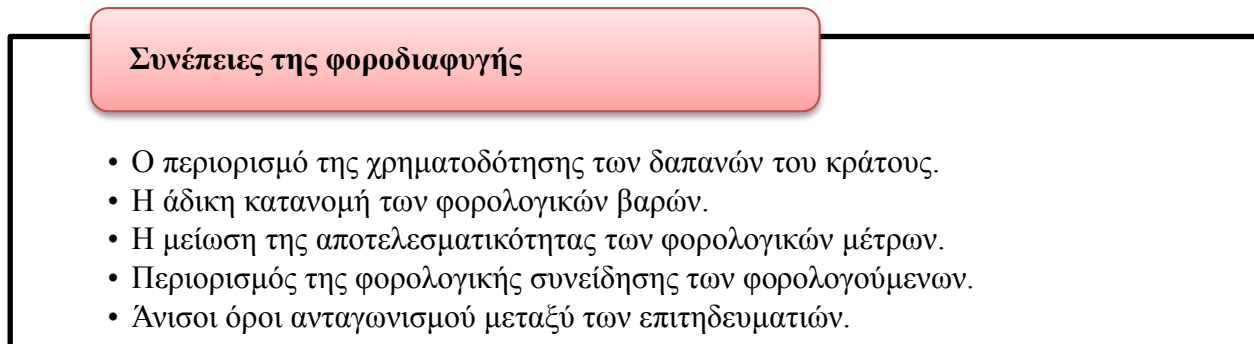 Συνέπειες της φοροδιαφυγής
• Ο περιορισμό της χρηματοδότησης των δαπανών του κράτους.
• Η άδικη κατανομή των φορολογικών βαρών.
• Η μείωση της αποτελεσματικότητας των φορολογικών μέτρων.
• Περιορισμός της φορολογικής συνείδησης των φορολογούμενων.
• Άνισοι όροι ανταγωνισμού μεταξύ των επιτηδευματιών.